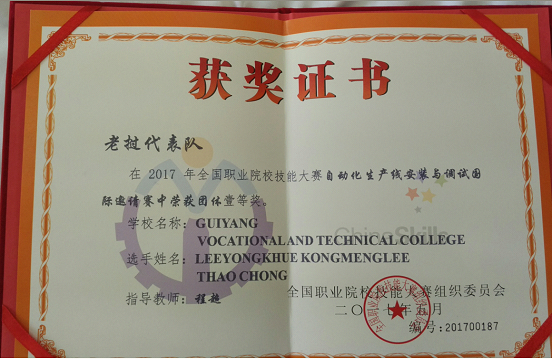 获奖证书
老挝代表队
在 2017 年全国职业院校技能大赛自动化生产线安装与调试国
际邀请赛中荣获团体壹等奖。
学校名称：GUIYANG
VOCATIONALAND TECHNICAL COLLEGE
选手姓名：LEEYONGKHUE KONGMENGLEE
THAO CHONG
指导教师：程超
ChinaSkills
全国职业院校技能大赛组织委员会
二〇一七年五月
编号:201700187